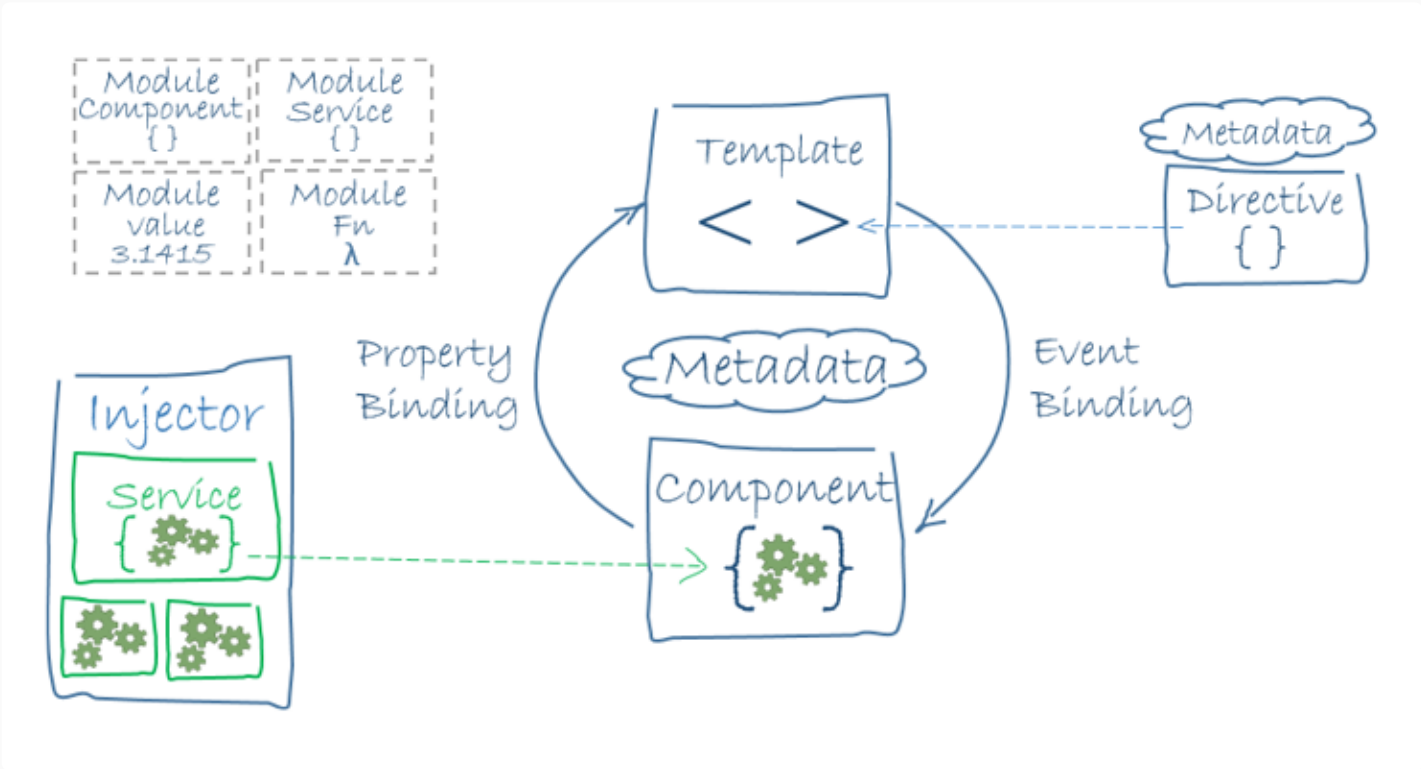 Module
Component
{ }
Module
Service
{ }
Module
value
3.1415
Module
Fn
λ
Template
< >
Metadata
Directive
{ }
Property
Binding
Metadata
Event
Binding
Injector
Service
{ }
Component
{ }